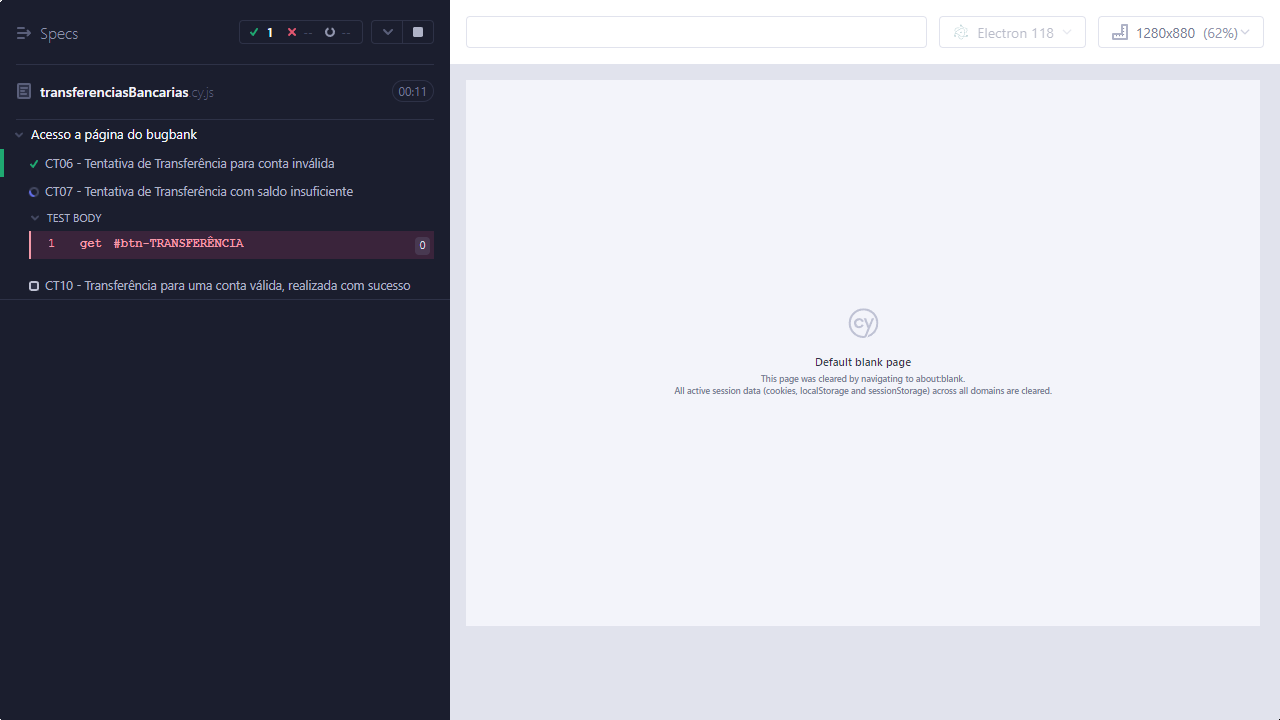 Specs
1 -- --
Electron 118
1280x880 (62%)
transferenciasBancarias.cy.js
00:11
Acesso a página do bugbank
CT06 - Tentativa de Transferência para conta inválida
CT07 - Tentativa de Transferência com saldo insuficiente
TEST BODY
1 get #btn-TRANSFERÊNCIA 0
CT10 - Transferência para uma conta válida, realizada com sucesso
cy
Default blank page
This page was cleared by navigating to about:blank.
All active session data (cookies, localStorage and sessionStorage) across all domains are cleared.